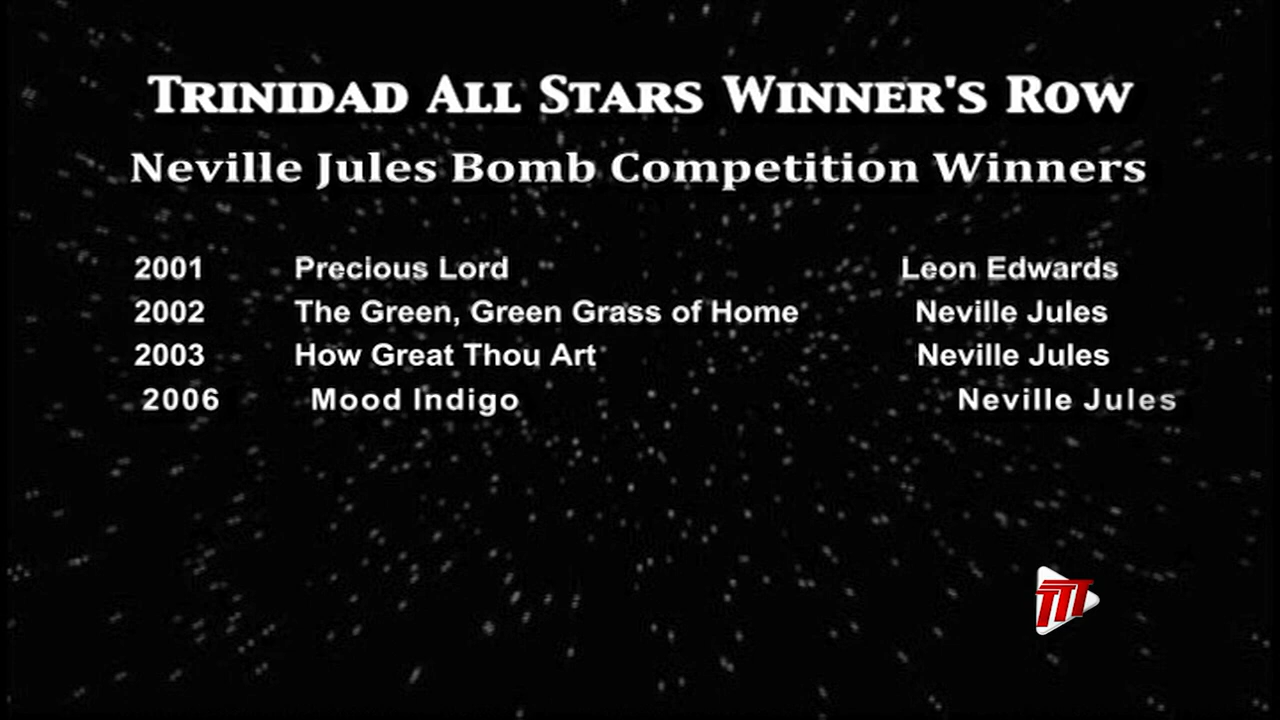 TRINIDAD ALL STARS WINNER'S ROW
Neville Jules Bomb Competition Winners
2001 Precious Lord Leon Edwards
2002 The Green, Green Grass of Home Neville Jules
2003 How Great Thou Art Neville Jules
2006 Mood Indigo Neville Jules
TTT